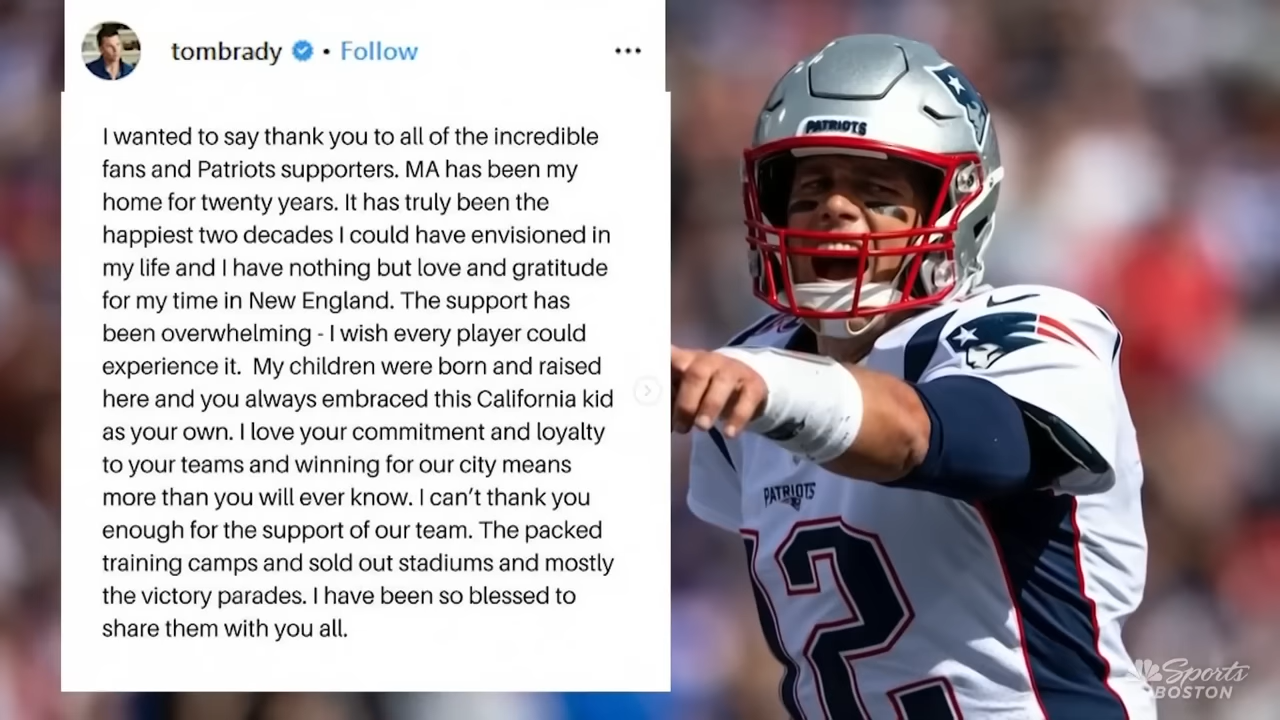 tombrady • Follow
I wanted to say thank you to all of the incredible
fans and Patriots supporters. MA has been my
home for twenty years. It has truly been the
happiest two decades I could have envisioned in
my life and I have nothing but love and gratitude
for my time in New England. The support has
been overwhelming - I wish every player could
experience it.  My children were born and raised
here and you always embraced this California kid
as your own. I love your commitment and loyalty
to your teams and winning for our city means
more than you will ever know. I can’t thank you
enough for the support of our team. The packed
training camps and sold out stadiums and mostly
the victory parades. I have been so blessed to
share them with you all.
PATRIOTS
PATRIOTS
12
Sports
BOSTON